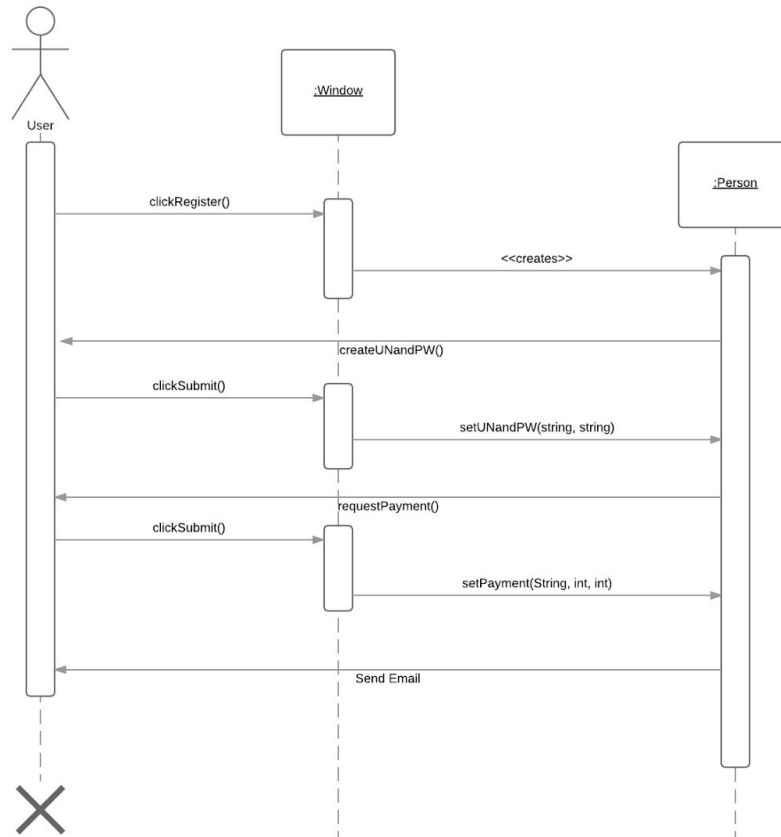 :Window
User
:Person
clickRegister()
<<creates>>
createUNandPW()
clickSubmit()
setUNandPW(string, string)
requestPayment()
clickSubmit()
setPayment(String, int, int)
Send Email